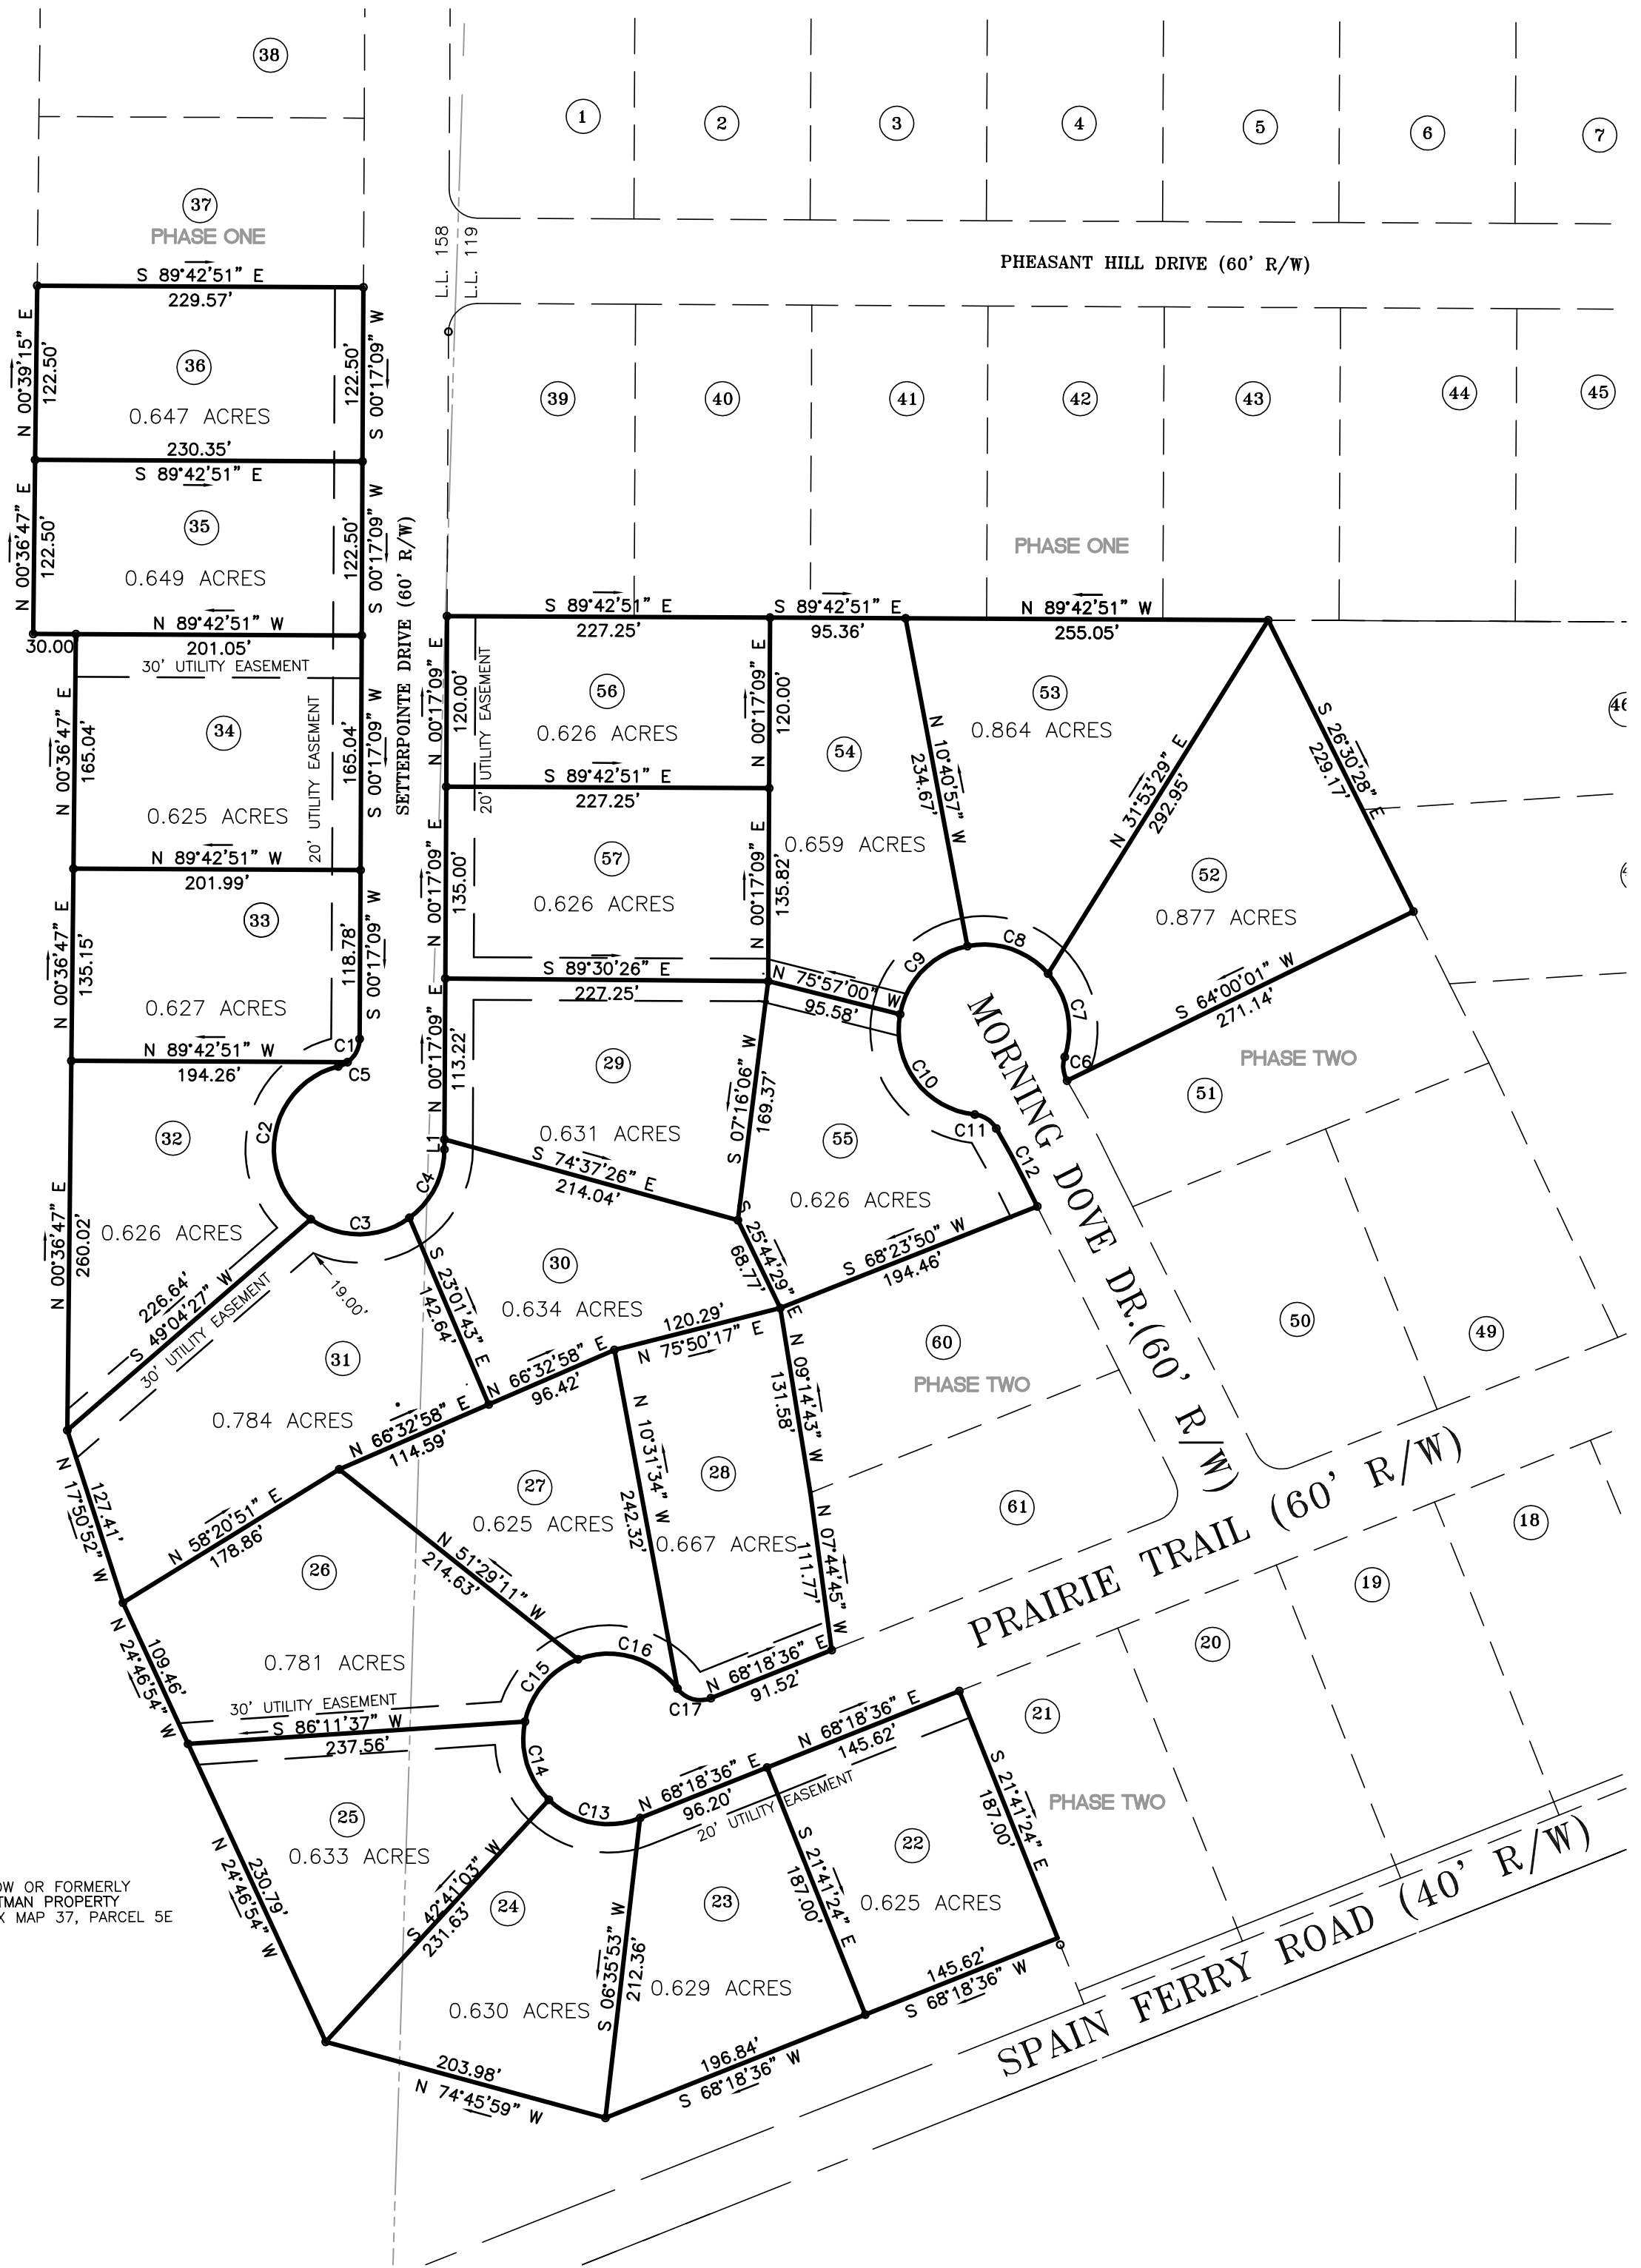 38
1
2
3
4
5
6
7
37
PHASE ONE
L.L. 158
L.L. 119
PHEASANT HILL DRIVE (60' R/W)
S 89°42'51" E
229.57'
N 00°39'15" E
122.50'
36
0.647 ACRES
122.50'
S 00°17'09" W
39
40
41
42
43
44
45
230.35'
S 89°42'51" E
N 00°36'47" E
122.50'
35
0.649 ACRES
122.50'
S 00°17'09" W
SETTERPOINTE DRIVE (60' R/W)
PHASE ONE
N 89°42'51" W
30.00
201.05'
30' UTILITY EASEMENT
S 89°42'51" E
227.25'
S 89°42'51" E
95.36'
N 89°42'51" W
255.05'
N 00°36'47" E
165.04'
34
0.625 ACRES
20' UTILITY EASEMENT
165.04'
S 00°17'09" W
N 00°17'09" E
120.00'
20' UTILITY EASEMENT
56
0.626 ACRES
N 00°17'09" E
120.00'
54
0.659 ACRES
N 10°40'57" W
234.67'
53
0.864 ACRES
N 31°53'29" E
292.95'
S 26°30'28" E
229.17'
52
0.877 ACRES
S 89°42'51" E
227.25'
N 89°42'51" W
201.99'
N 00°36'47" E
135.15'
33
0.627 ACRES
118.78'
S 00°17'09" W
N 00°17'09" E
135.00'
57
0.626 ACRES
N 00°17'09" E
135.82'
C9
C8
C7
C6
S 64°00'01" W
271.14'
PHASE TWO
S 89°30'26" E
227.25'
N 75°57'00" W
95.58'
MORNING DOVE DR.(60' R/W)
C1
C5
N 89°42'51" W
194.26'
N 00°17'09" E
113.22'
29
0.631 ACRES
S 07°16'06" W
169.37'
C10
C11
C12
51
55
0.626 ACRES
32
0.626 ACRES
C2
C3
C4
L1
N 00°36'47" E
260.02'
S 74°37'26" E
214.04'
S 25°44'29" E
68.77'
S 68°23'50" W
194.46'
226.64'
S 49°04'27" W
30' UTILITY EASEMENT
19.00'
S 23°01'43" E
142.64'
30
0.634 ACRES
120.29'
N 75°50'17" E
60
PHASE TWO
50
49
31
0.784 ACRES
N 66°32'58" E
96.42'
N 66°32'58" E
114.59'
N 09°14'43" W
131.58'
127.41'
N 17°50'52" W
N 58°20'51" E
178.86'
27
0.625 ACRES
N 10°31'34" W
242.32'
28
0.667 ACRES
61
PRAIRIE TRAIL (60' R/W)
18
19
20
26
0.781 ACRES
N 51°29'11" W
214.63'
N 07°44'45" W
111.77'
109.46'
N 24°46'54" W
C15
C16
C17
N 68°18'36" E
91.52'
30' UTILITY EASEMENT
S 86°11'37" W
237.56'
N 68°18'36" E
145.62'
21
PHASE TWO
C14
C13
N 68°18'36" E
96.20'
20' UTILITY EASEMENT
S 21°41'24" E
187.00'
25
0.633 ACRES
230.79'
N 24°46'54" W
S 42°41'03" W
231.63'
24
0.630 ACRES
23
0.629 ACRES
S 21°41'24" E
187.00'
22
0.625 ACRES
OW OR FORMERLY
TMAN PROPERTY
X MAP 37, PARCEL 5E
S 06°35'53" W
212.36'
145.62'
S 68°18'36" W
SPAIN FERRY ROAD (40' R/W)
196.84'
S 68°18'36" W
203.98'
N 74°45'59" W